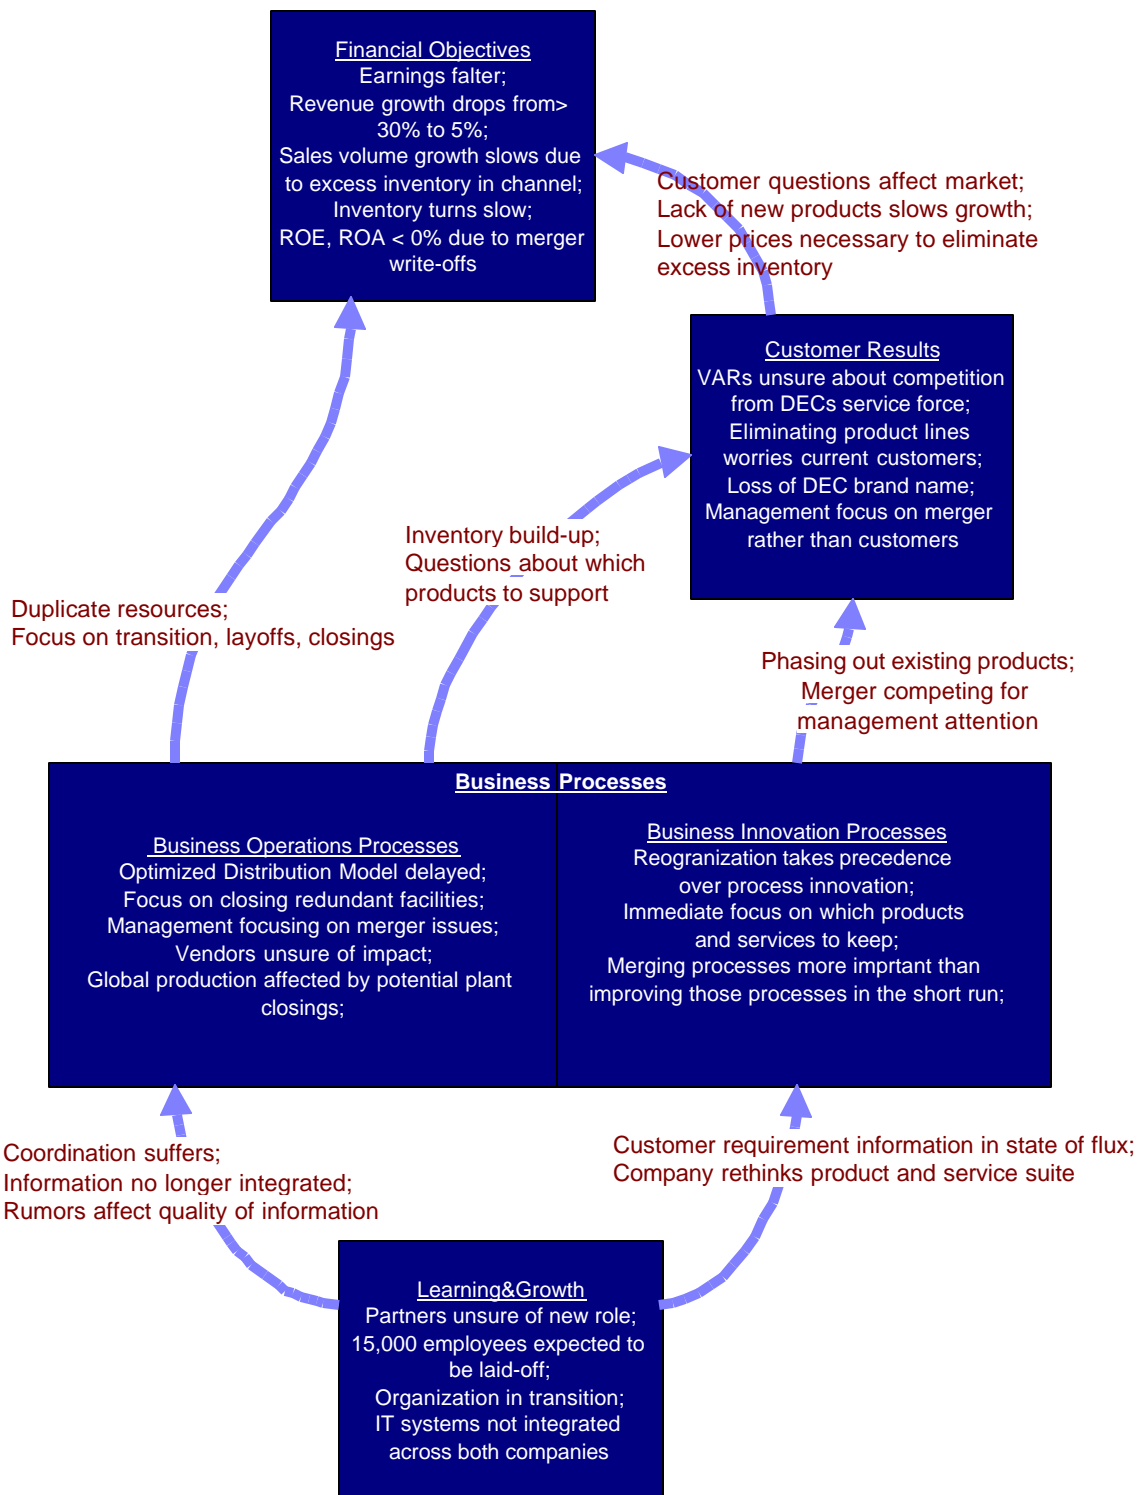 Financial Objectives
Earnings falter;
Revenue growth drops from>
30% to 5%;
Sales volume growth slows due
to excess inventory in channel;
Inventory turns slow;
ROE, ROA < 0% due to merger
write-offs
Customer questions affect market;
Lack of new products slows growth;
Lower prices necessary to eliminate
excess inventory
Customer Results
VARs unsure about competition
from DECs service force;
Eliminating product lines
worries current customers;
Loss of DEC brand name;
Management focus on merger
rather than customers
Inventory build-up;
Questions about which
products to support
Duplicate resources;
Focus on transition, layoffs, closings
Phasing out existing products;
Merger competing for
management attention
Business Processes
Business Operations Processes
Optimized Distribution Model delayed;
Focus on closing redundant facilities;
Management focusing on merger issues;
Vendors unsure of impact;
Global production affected by potential plant
closings;
Business Innovation Processes
Reogranization takes precedence
over process innovation;
Immediate focus on which products
and services to keep;
Merging processes more imprtant than
improving those processes in the short run;
Coordination suffers;
Information no longer integrated;
Rumors affect quality of information
Customer requirement information in state of flux;
Company rethinks product and service suite
Learning&Growth
Partners unsure of new role;
15,000 employees expected to
be laid-off;
Organization in transition;
IT systems not integrated
across both companies